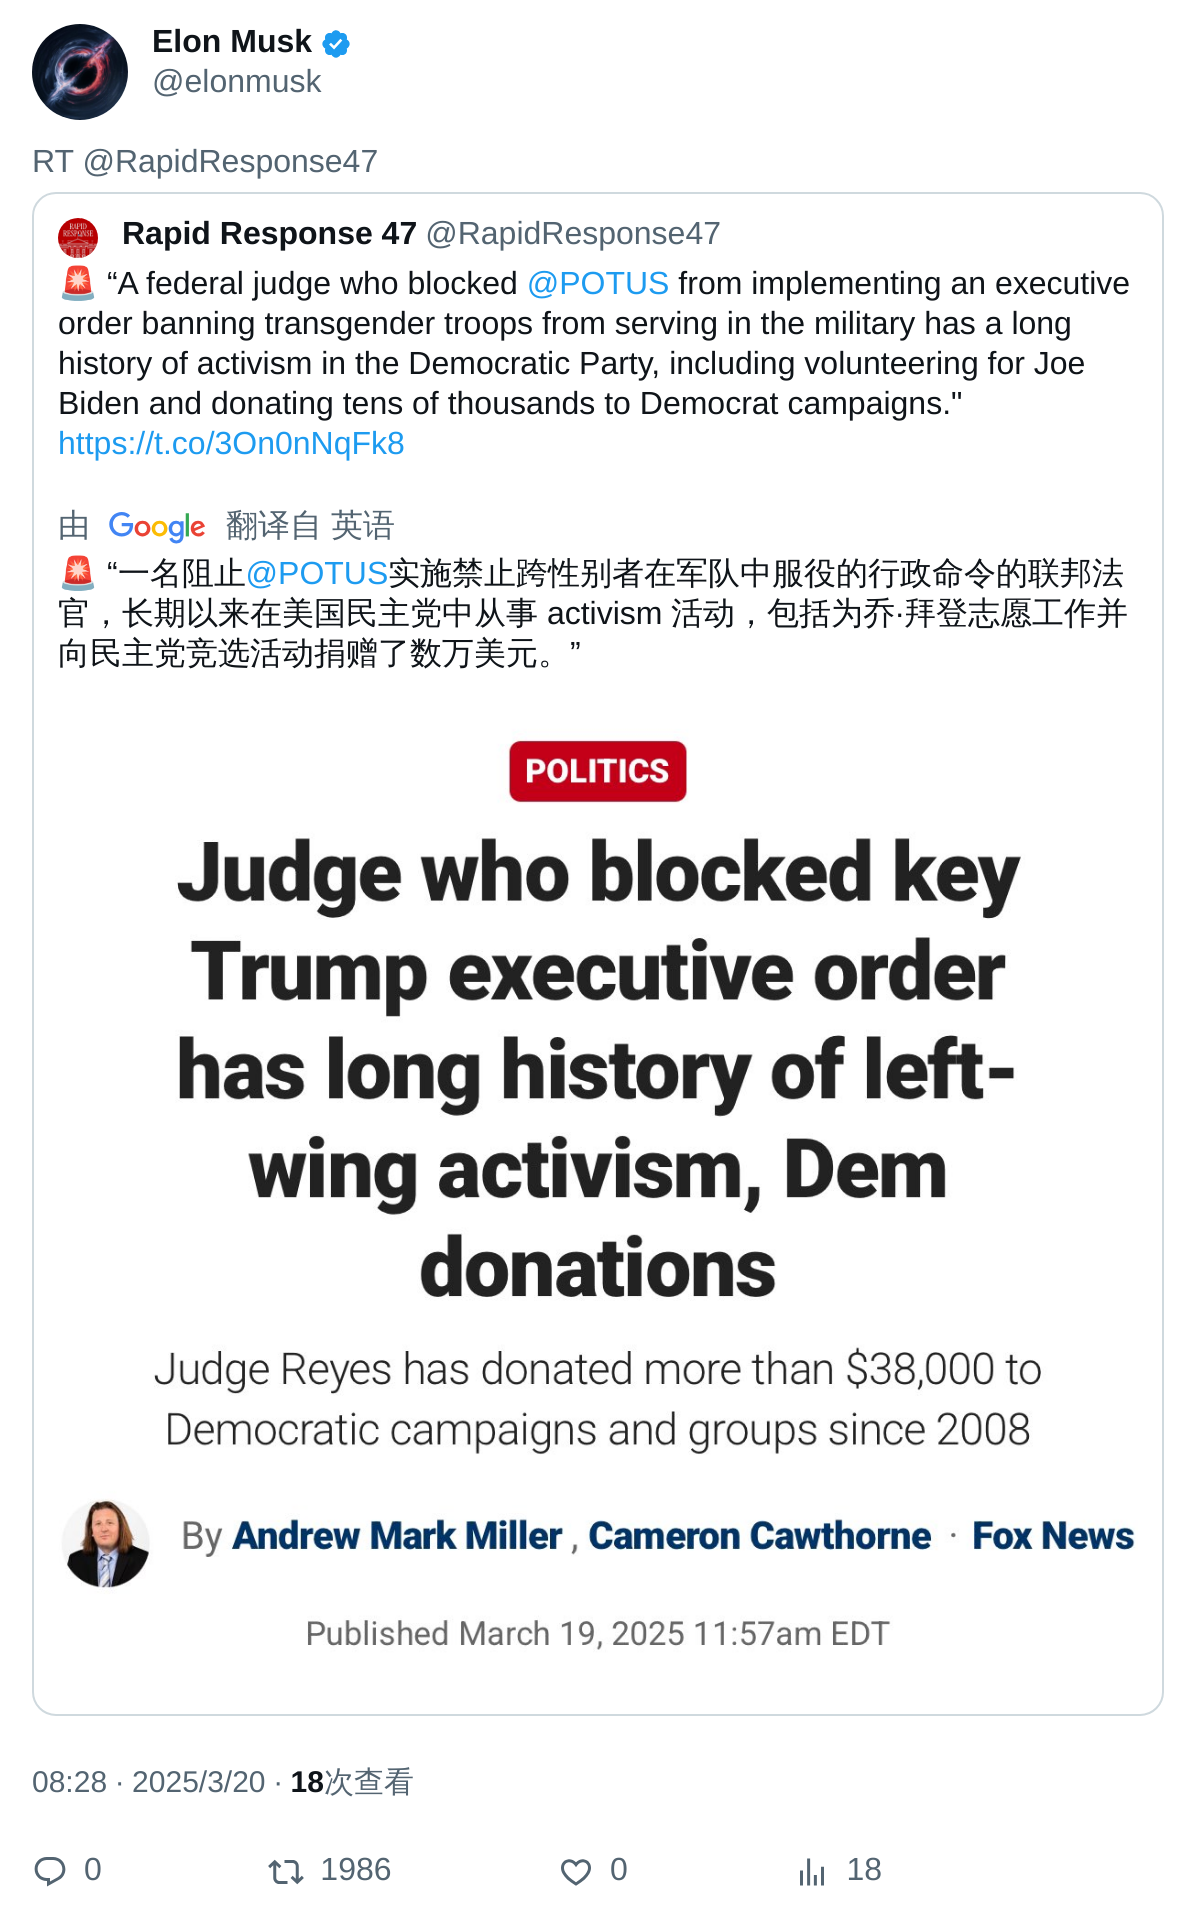 Elon Musk
@elonmusk
RT @RapidResponse47
RAPID
RESPONSE
Rapid Response 47 @RapidResponse47
🚨 “A federal judge who blocked @POTUS from implementing an executive
order banning transgender troops from serving in the military has a long
history of activism in the Democratic Party, including volunteering for Joe
Biden and donating tens of thousands to Democrat campaigns."
https://t.co/3On0nNqFk8
由 Google 翻译自 英语
🚨 “一名阻止@POTUS实施禁止跨性别者在军队中服役的行政命令的联邦法
官，长期以来在美国民主党中从事 activism 活动，包括为乔·拜登志愿工作并
向民主党竞选活动捐赠了数万美元。”
POLITICS
Judge who blocked key
Trump executive order
has long history of left-
wing activism, Dem
donations
Judge Reyes has donated more than $38,000 to
Democratic campaigns and groups since 2008
By Andrew Mark Miller , Cameron Cawthorne · Fox News
Published March 19, 2025 11:57am EDT
08:28 · 2025/3/20 · 18次查看
0 1986 0 18